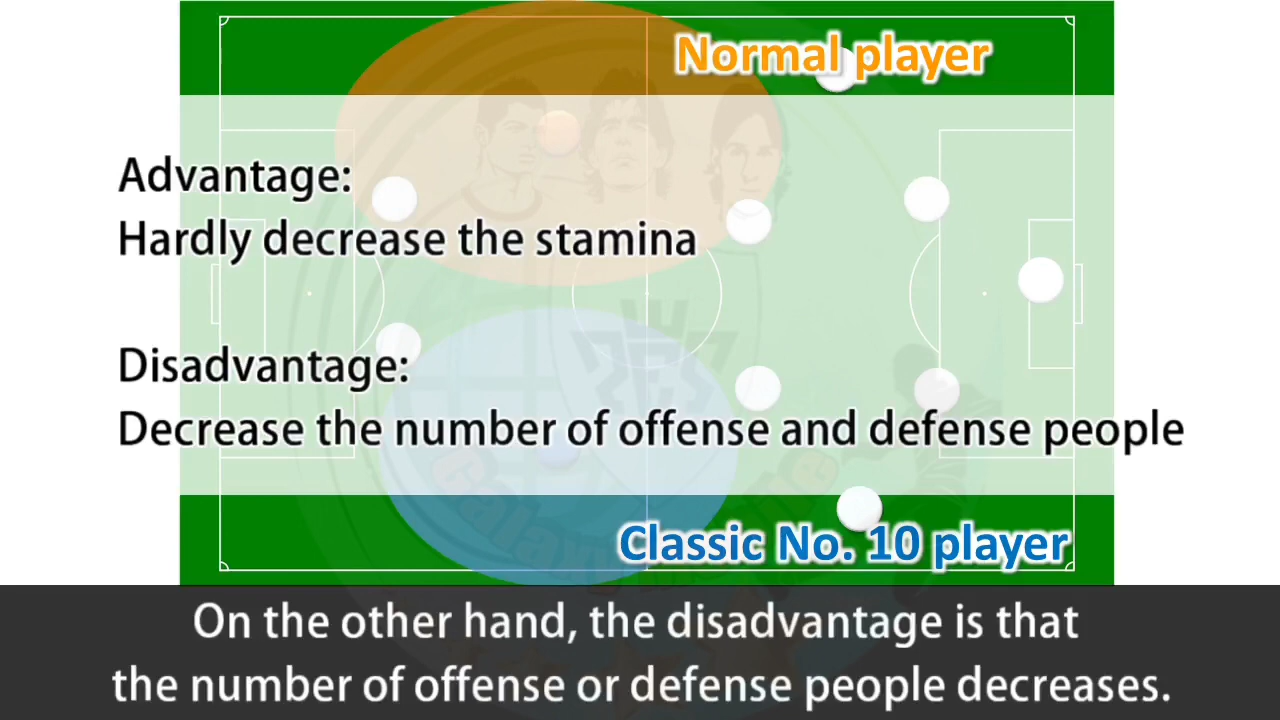 Normal player
Advantage:
Hardly decrease the stamina
Disadvantage:
Decrease the number of offense and defense people
Classic No. 10 player
On the other hand, the disadvantage is that
the number of offense or defense people decreases.